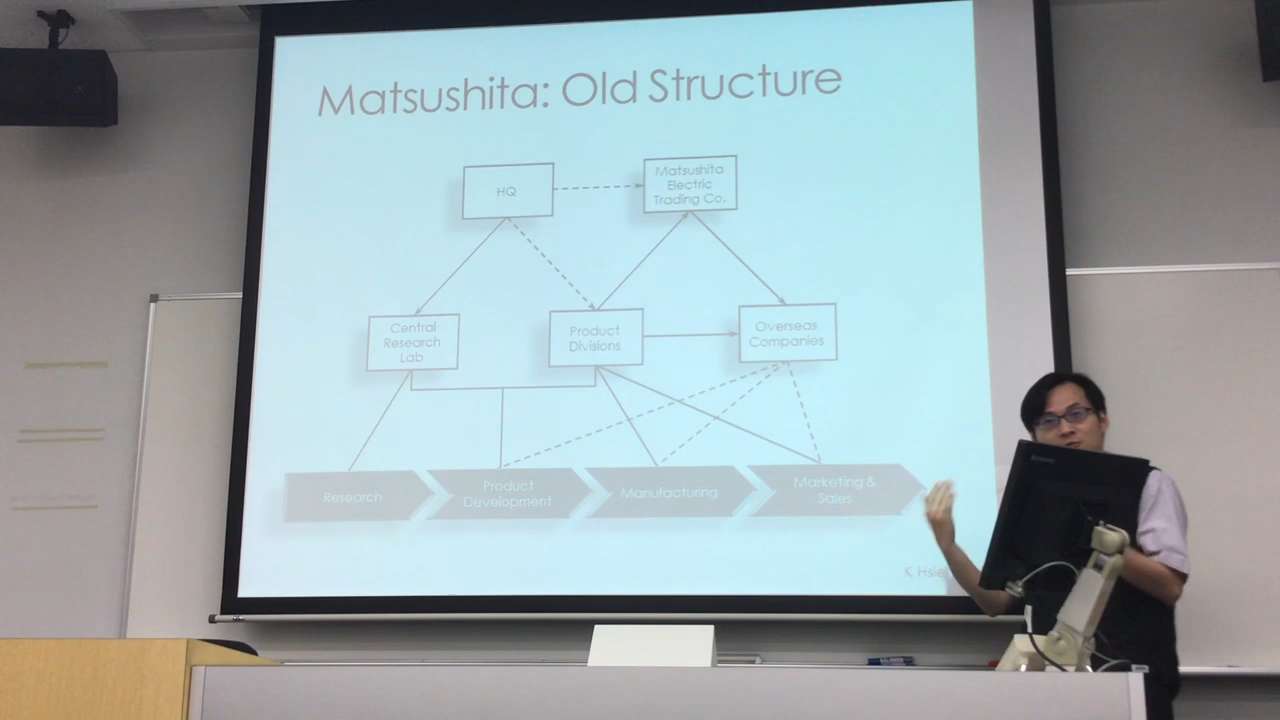 Matsushita: Old Structure
HQ
Matsushita
Electric
Trading Co.
Central
Research
Lab
Product
Divisions
Overseas
Companies
Research
Product
Development
Manufacturing
Marketing &
Sales
K